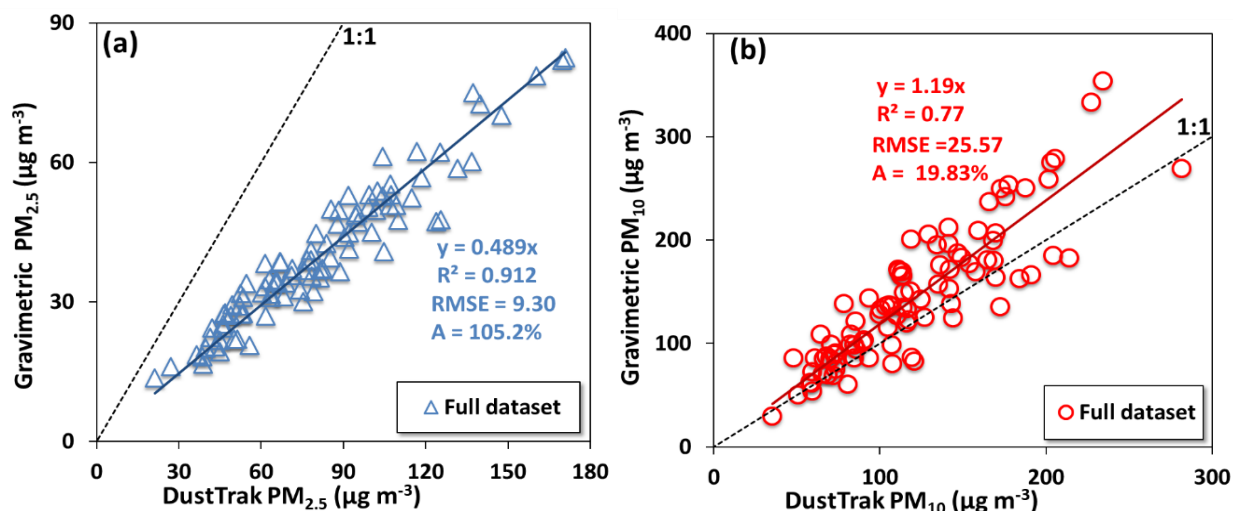 (a)
1:1
90
60
30
0
Gravimetric PM2.5 (µg m-3)
y = 0.489x
R² = 0.912
RMSE = 9.30
A = 105.2%
Full dataset
0 30 60 90 120 150 180
DustTrak PM2.5 (µg m-3)
(b)
400
300
200
100
0
Gravimetric PM10 (µg m-3)
y = 1.19x
R² = 0.77
RMSE =25.57
A = 19.83%
1:1
Full dataset
0 100 200 300
DustTrak PM10 (µg m-3)